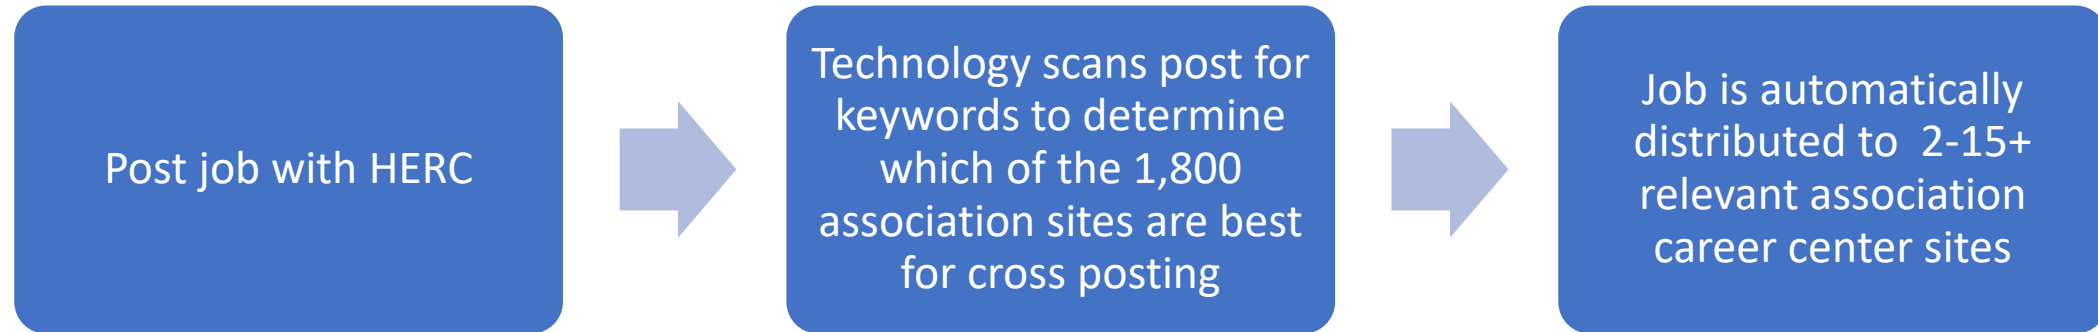 Post job with HERC
Technology scans post for
keywords to determine
which of the 1,800
association sites are best
for cross posting
Job is automatically
distributed to  2-15+
relevant association
career center sites